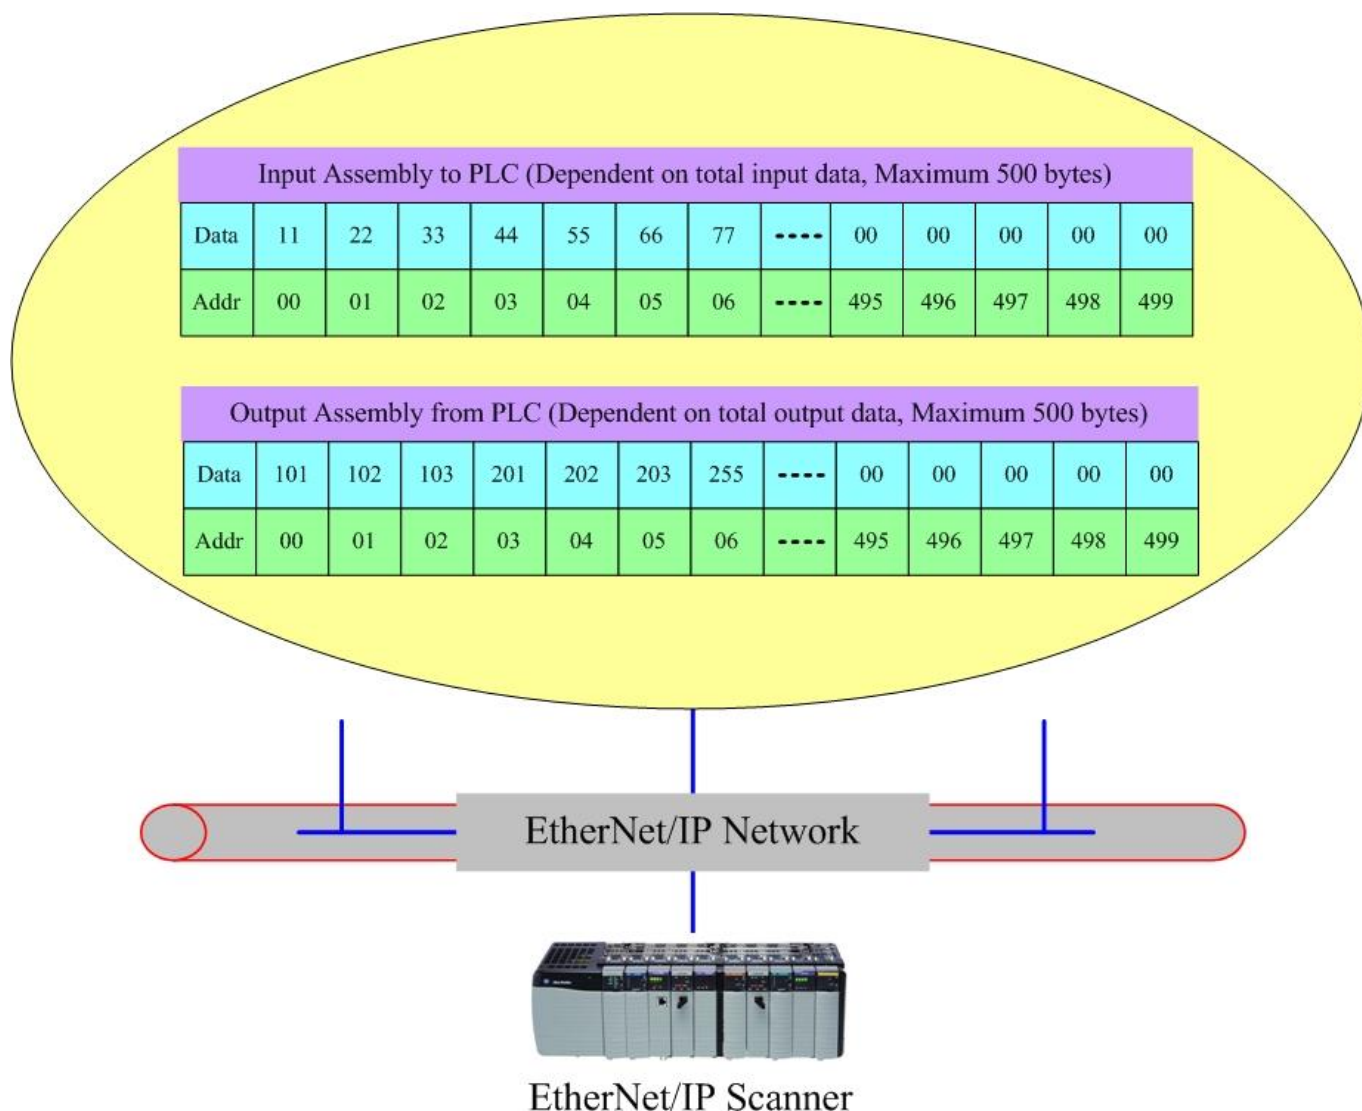 Input Assembly to PLC (Dependent on total input data, Maximum 500 bytes)
Data 11 22 33 44 55 66 77 ---- 00 00 00 00 00
Addr 00 01 02 03 04 05 06 ---- 495 496 497 498 499
Output Assembly from PLC (Dependent on total output data, Maximum 500 bytes)
Data 101 102 103 201 202 203 255 ---- 00 00 00 00 00
Addr 00 01 02 03 04 05 06 ---- 495 496 497 498 499
EtherNet/IP Network
EtherNet/IP Scanner